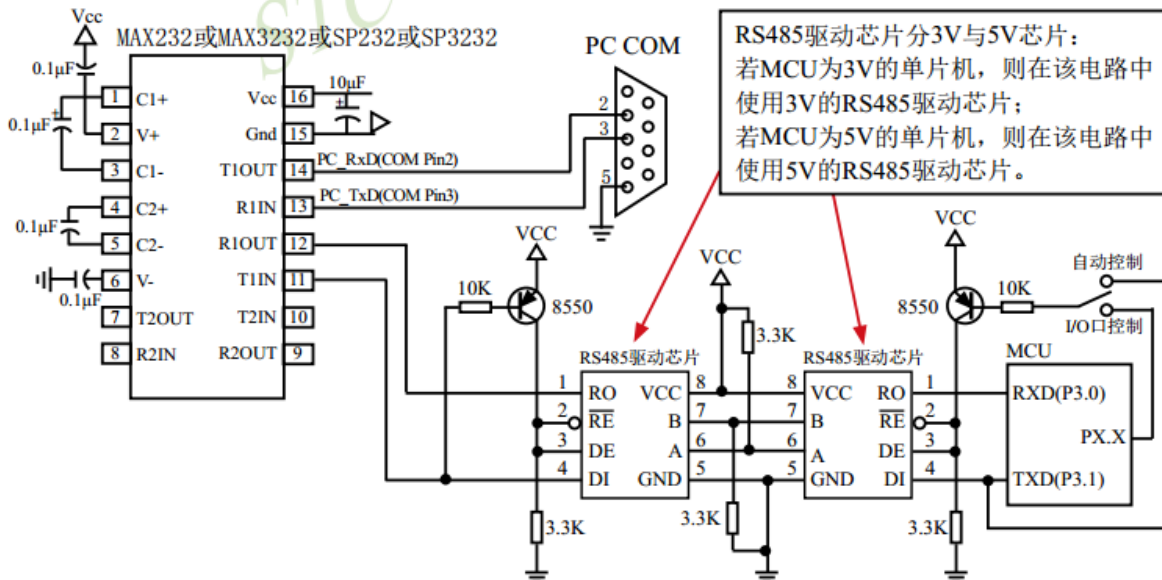 STC
Vcc
MAX232或MAX3232或SP232或SP3232
0.1µF
0.1µF
0.1µF
0.1µF
1 C1+
2 V+
3 C1-
4 C2+
5 C2-
6 V-
7 T2OUT
8 R2IN
Vcc 16
Gnd 15
T1OUT 14
R1IN 13
R1OUT 12
T1IN 11
T2IN 10
R2OUT 9
10µF
PC_RxD(COM Pin2)
PC_TxD(COM Pin3)
PC COM
2
3
5
RS485驱动芯片分3V与5V芯片：
若MCU为3V的单片机，则在该电路中
使用3V的RS485驱动芯片；
若MCU为5V的单片机，则在该电路中
使用5V的RS485驱动芯片。
VCC
10K
8550
3.3K
RS485驱动芯片
1 RO
2 RE
3 DE
4 DI
VCC 8
B 7
A 6
GND 5
VCC
3.3K
3.3K
RS485驱动芯片
8 VCC
7 B
6 A
5 GND
RO 1
RE 2
DE 3
DI 4
VCC
8550
10K
3.3K
自动控制
I/O口控制
MCU
RXD(P3.0)
PX.X
TXD(P3.1)